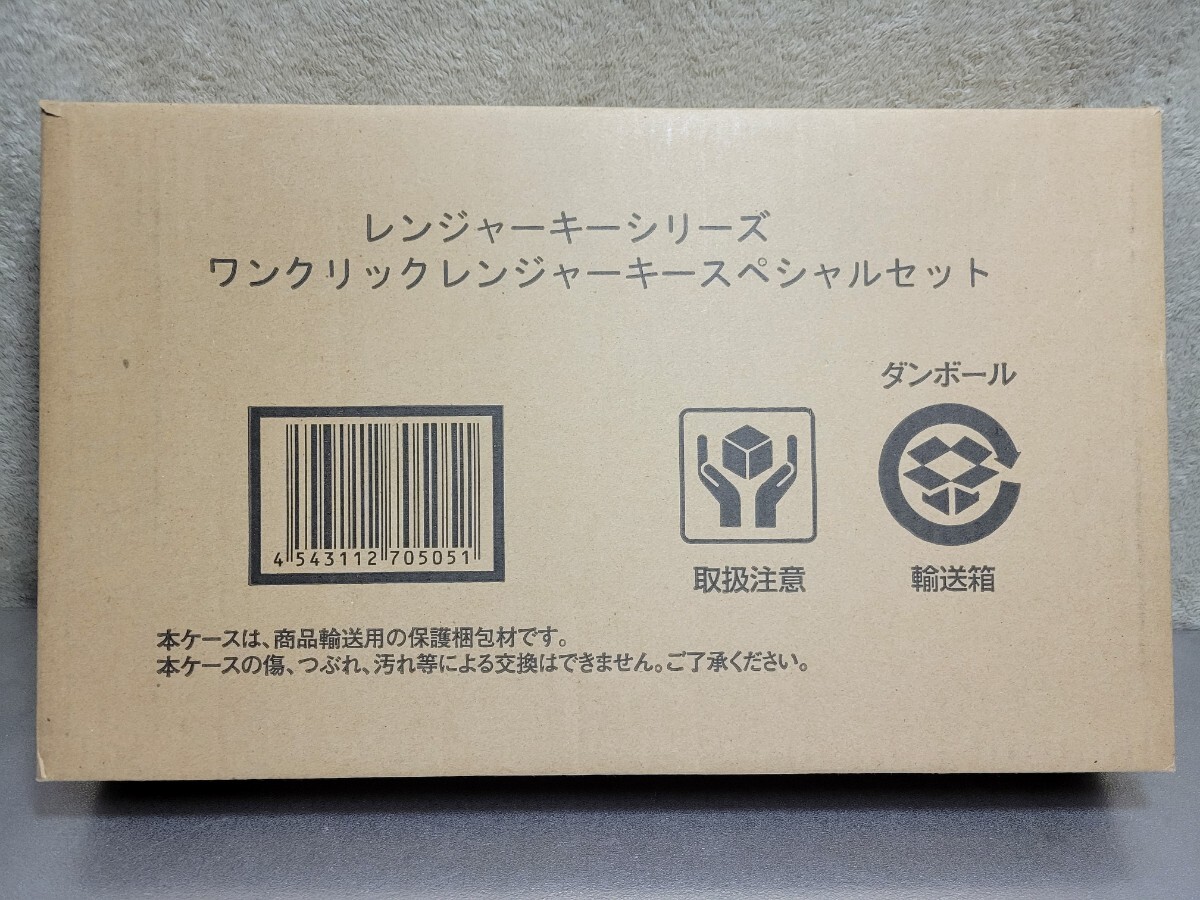 レンジャーキーシリーズ
ワンクリックレンジャーキースペシャルセット
ダンボール
4 543112 705051
取扱注意
輸送箱
本ケースは、商品輸送用の保護梱包材です。
本ケースの傷、つぶれ、汚れ等による交換はできません。ご了承ください。